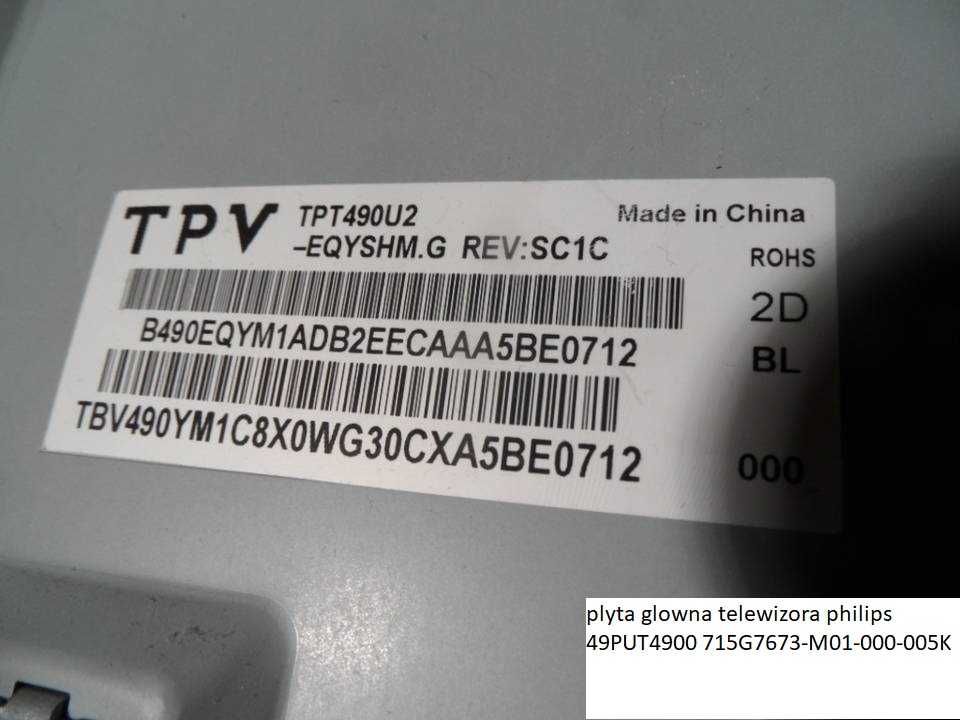 TPV TPT490U2 Made in China
-EQYSHM.G REV:SC1C ROHS
2D
B490EQYM1ADB2EECAAA5BE0712
BL
TBV490YM1C8X0WG30CXA5BE0712
000
plyta glowna telewizora philips
49PUT4900 715G7673-M01-000-005K